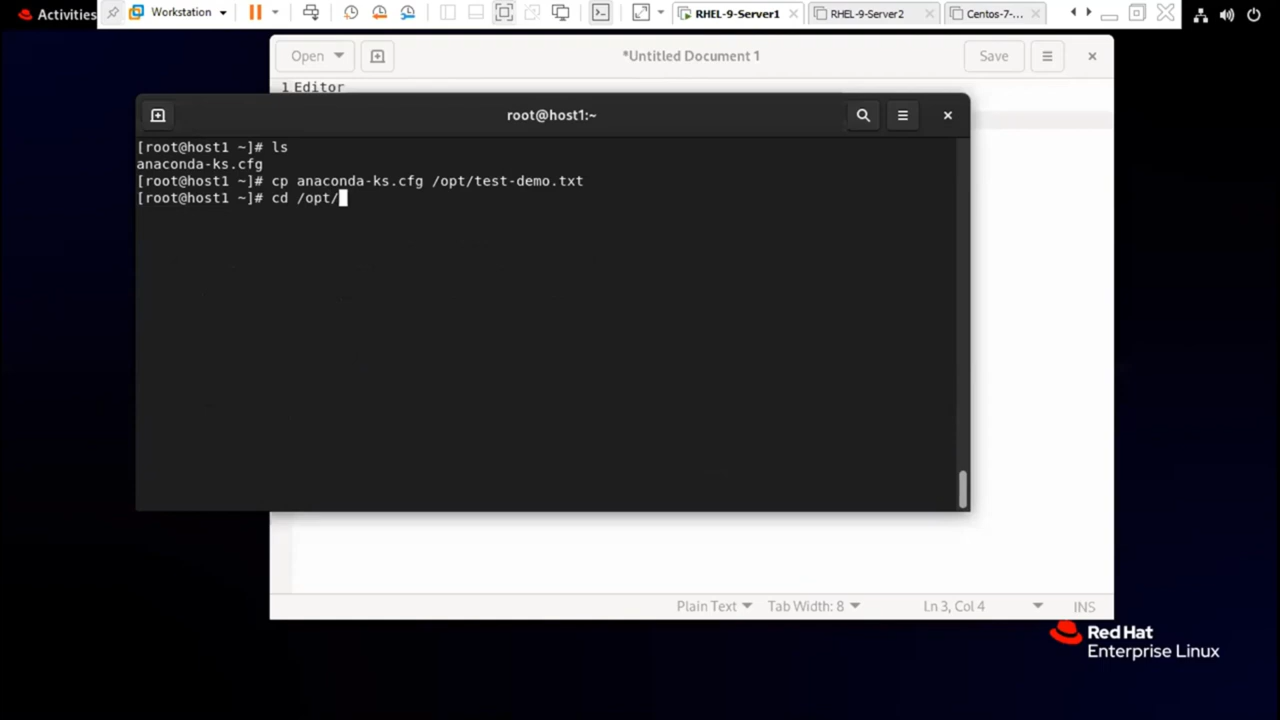 Activities
Workstation
RHEL-9-Server1
RHEL-9-Server2
Centos-7-...
Open
*Untitled Document 1
Save
1 Editor
root@host1:~
[root@host1 ~]# ls
anaconda-ks.cfg
[root@host1 ~]# cp anaconda-ks.cfg /opt/test-demo.txt
[root@host1 ~]# cd /opt/
Plain Text
Tab Width: 8
Ln 3, Col 4
INS
Red Hat
Enterprise Linux